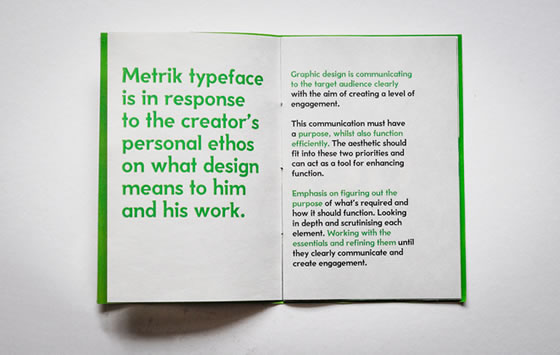 Metrik typeface
is in response
to the creator's
personal ethos
on what design
means to him
and his work.
Graphic design is communicating
to the target audience clearly
with the aim of creating a level of
engagement.
This communication must have
a purpose, whilst also function
efficiently. The aesthetic should
fit into these two priorities and
can act as a tool for enhancing
function.
Emphasis on figuring out the
purpose of what's required and
how it should function. Looking
in depth and scrutinising each
element. Working with the
essentials and refining them until
they clearly communicate and
create engagement.